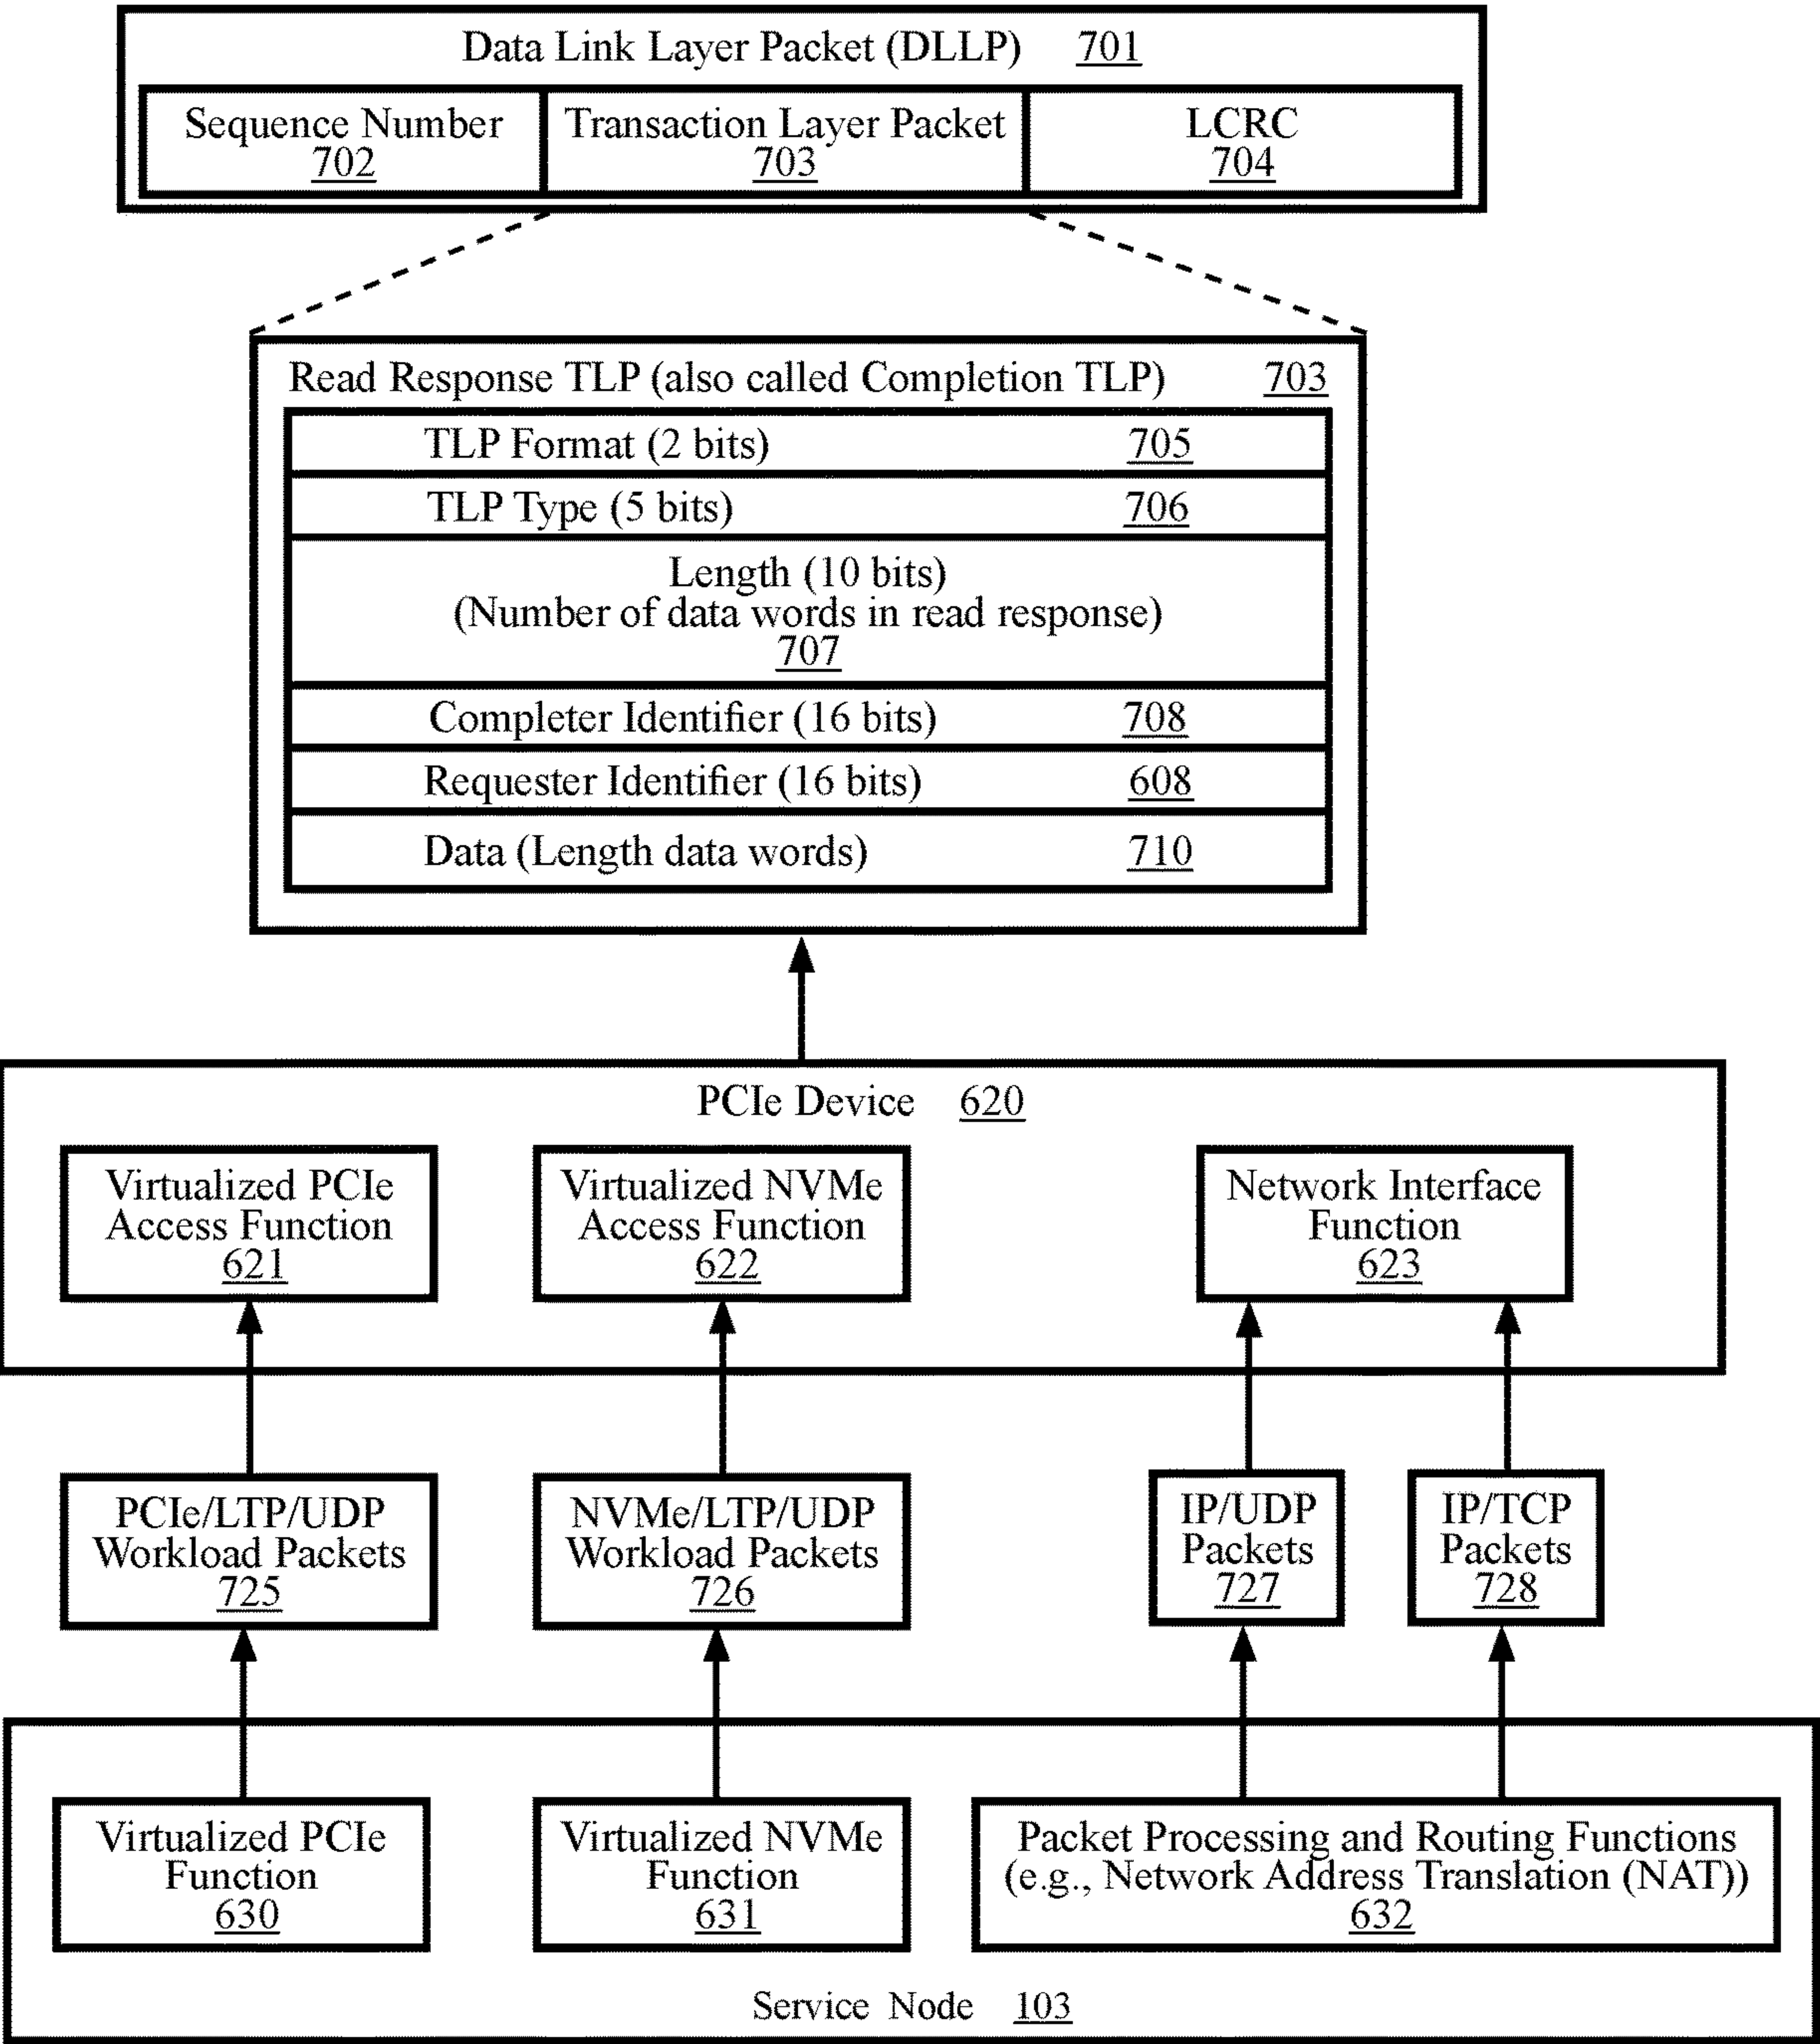 Data Link Layer Packet (DLLP) 701
Sequence Number
702
Transaction Layer Packet
703
LCRC
704
Read Response TLP (also called Completion TLP) 703
TLP Format (2 bits) 705
TLP Type (5 bits) 706
Length (10 bits)
(Number of data words in read response)
707
Completer Identifier (16 bits) 708
Requester Identifier (16 bits) 608
Data (Length data words) 710
PCIe Device 620
Virtualized PCIe
Access Function
621
Virtualized NVMe
Access Function
622
Network Interface
Function
623
PCIe/LTP/UDP
Workload Packets
725
NVMe/LTP/UDP
Workload Packets
726
IP/UDP
Packets
727
IP/TCP
Packets
728
Virtualized PCIe
Function
630
Virtualized NVMe
Function
631
Packet Processing and Routing Functions
(e.g., Network Address Translation (NAT))
632
Service Node 103